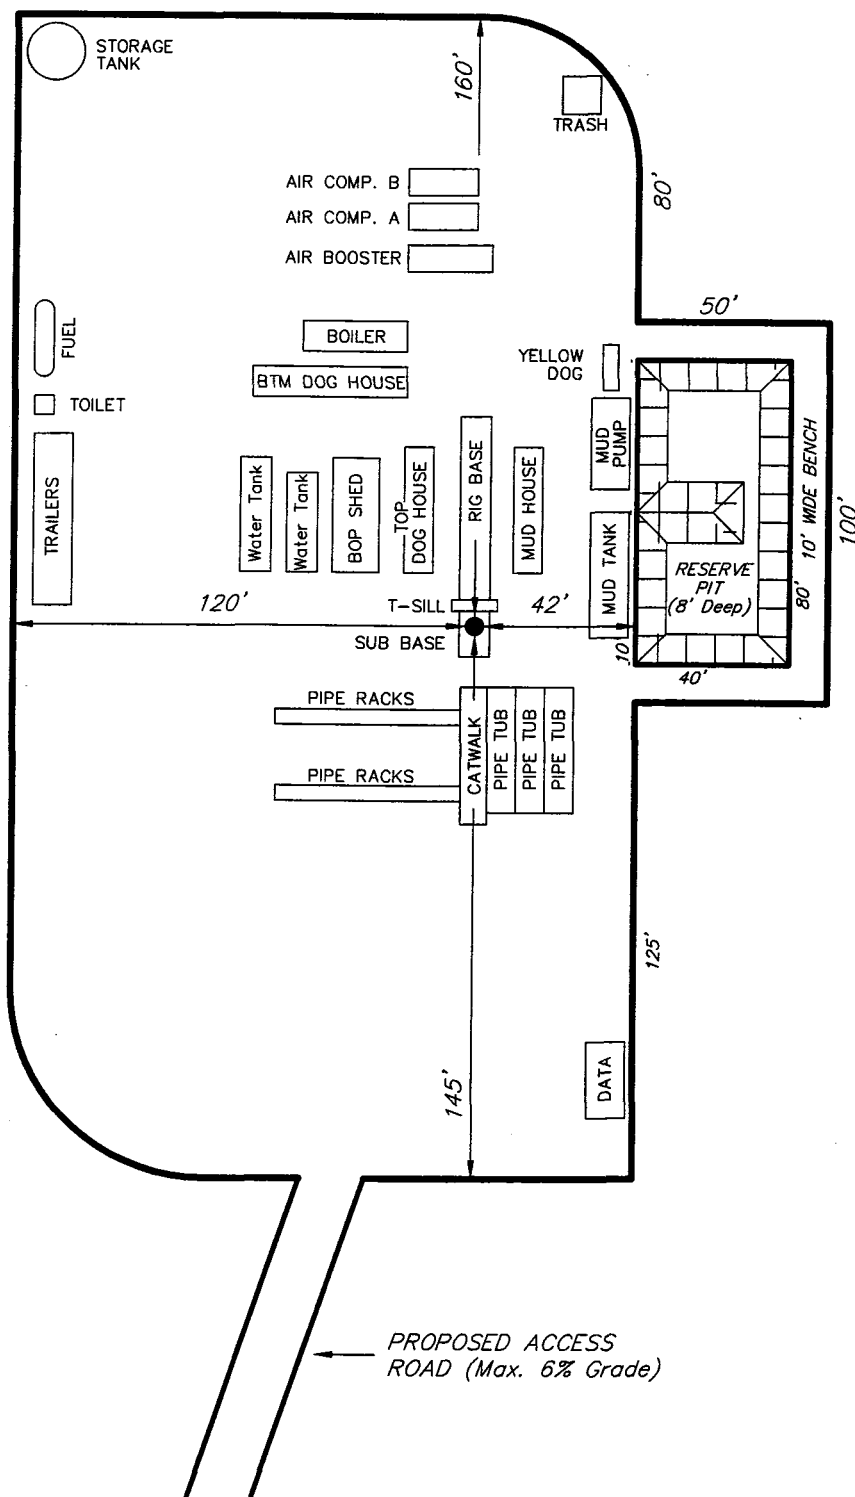 STORAGE
TANK
160'
TRASH
AIR COMP. B
AIR COMP. A
AIR BOOSTER
80'
50'
FUEL
BOILER
YELLOW
DOG
BTM DOG HOUSE
TOILET
TRAILERS
Water Tank
Water Tank
BOP SHED
TOP
DOG HOUSE
RIG BASE
MUD HOUSE
MUD
PUMP
MUD TANK
10' WIDE BENCH
100'
RESERVE
PIT
(8' Deep)
80'
120'
T-SILL
42'
SUB BASE
10'
40'
PIPE RACKS
CATWALK
PIPE TUB
PIPE TUB
PIPE TUB
PIPE RACKS
125'
145'
DATA
PROPOSED ACCESS
ROAD (Max. 6% Grade)